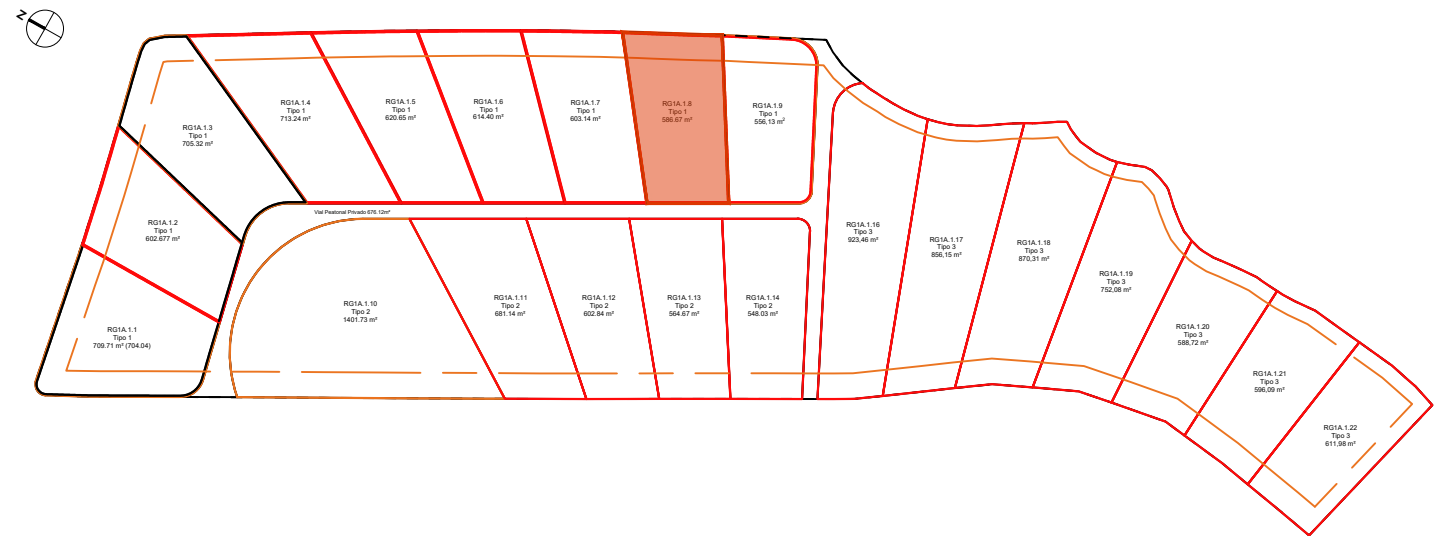 N
RG1A.1.4
Tipo 1
713.24 m²
RG1A.1.5
Tipo 1
620.65 m²
RG1A.1.6
Tipo 1
614.40 m²
RG1A.1.7
Tipo 1
603.14 m²
RG1A.1.8
Tipo 1
586.67 m²
RG1A.1.9
Tipo 1
556,13 m²
RG1A.1.3
Tipo 1
705.32 m²
RG1A.1.2
Tipo 1
602.677 m²
RG1A.1.1
Tipo 1
709.71 m² (704.04)
Vial Peatonal Privado 676.12m²
RG1A.1.10
Tipo 2
1401.73 m²
RG1A.1.11
Tipo 2
681.14 m²
RG1A.1.12
Tipo 2
602.84 m²
RG1A.1.13
Tipo 2
564.67 m²
RG1A.1.14
Tipo 2
548.03 m²
RG1A.1.16
Tipo 3
923,46 m²
RG1A.1.17
Tipo 3
856,15 m²
RG1A.1.18
Tipo 3
870,31 m²
RG1A.1.19
Tipo 3
752,08 m²
RG1A.1.20
Tipo 3
588,72 m²
RG1A.1.21
Tipo 3
596,09 m²
RG1A.1.22
Tipo 3
611,98 m²